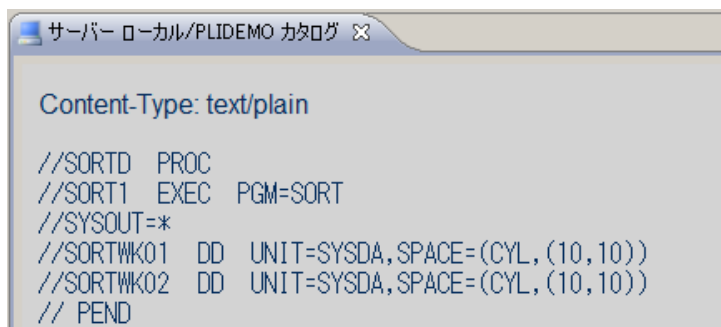 サーバー ローカル/PLIDEMO カタログ
Content-Type: text/plain
//SORTD  PROC
//SORT1  EXEC  PGM=SORT
//SYSOUT=*
//SORTWK01  DD  UNIT=SYSDA,SPACE=(CYL,(10,10))
//SORTWK02  DD  UNIT=SYSDA,SPACE=(CYL,(10,10))
// PEND